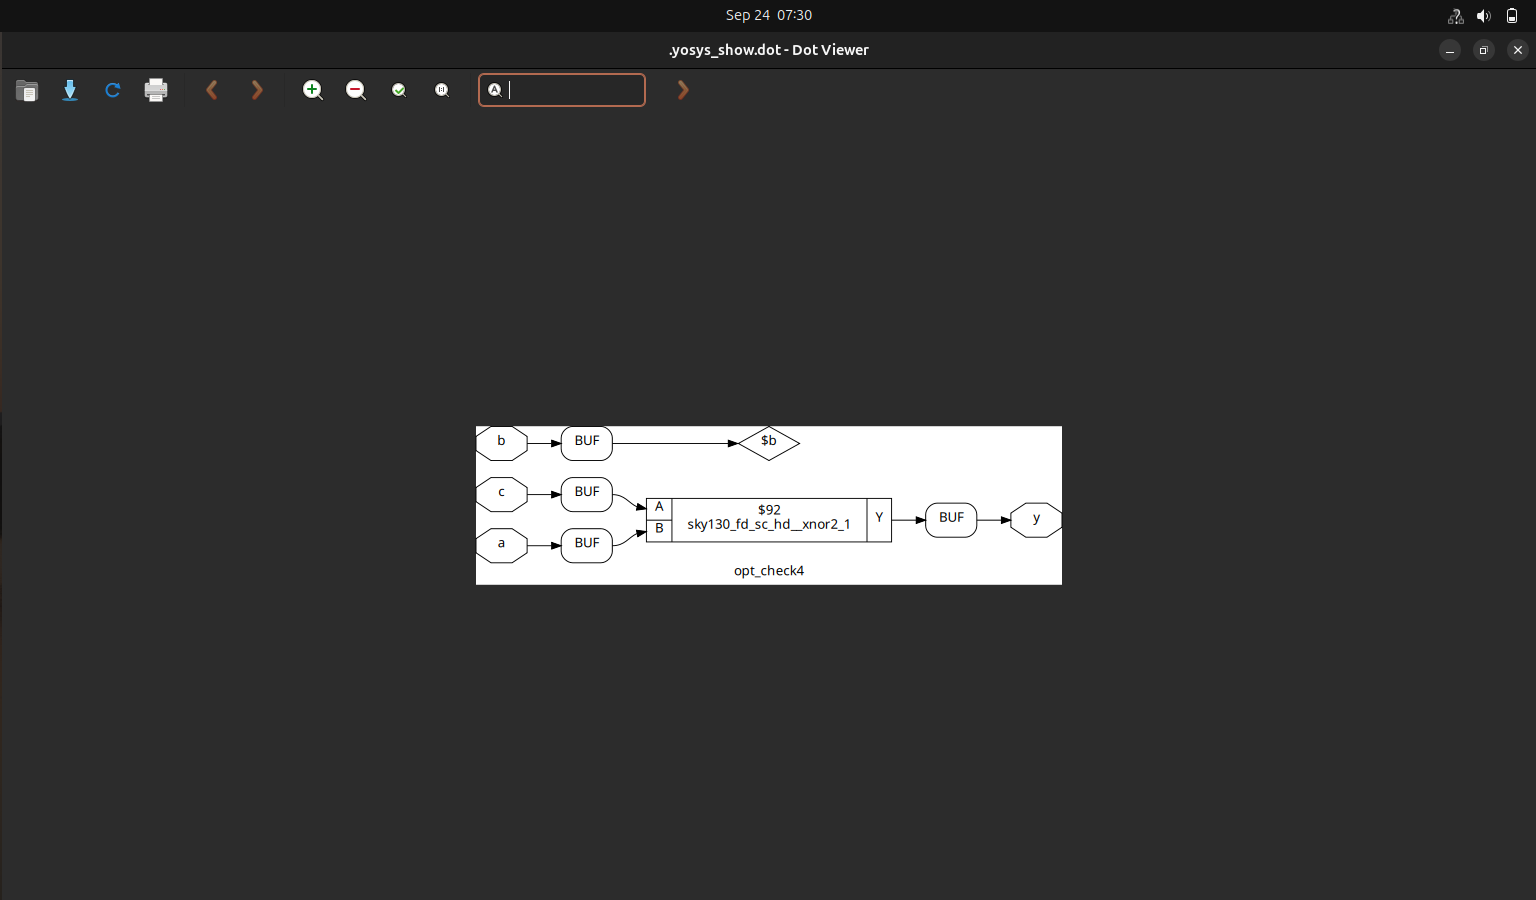 Sep 24 07:30
.yosys_show.dot - Dot Viewer
A
b BUF $b
c BUF
a BUF
A
B
$92
sky130_fd_sc_hd__xnor2_1
Y
BUF y
opt_check4